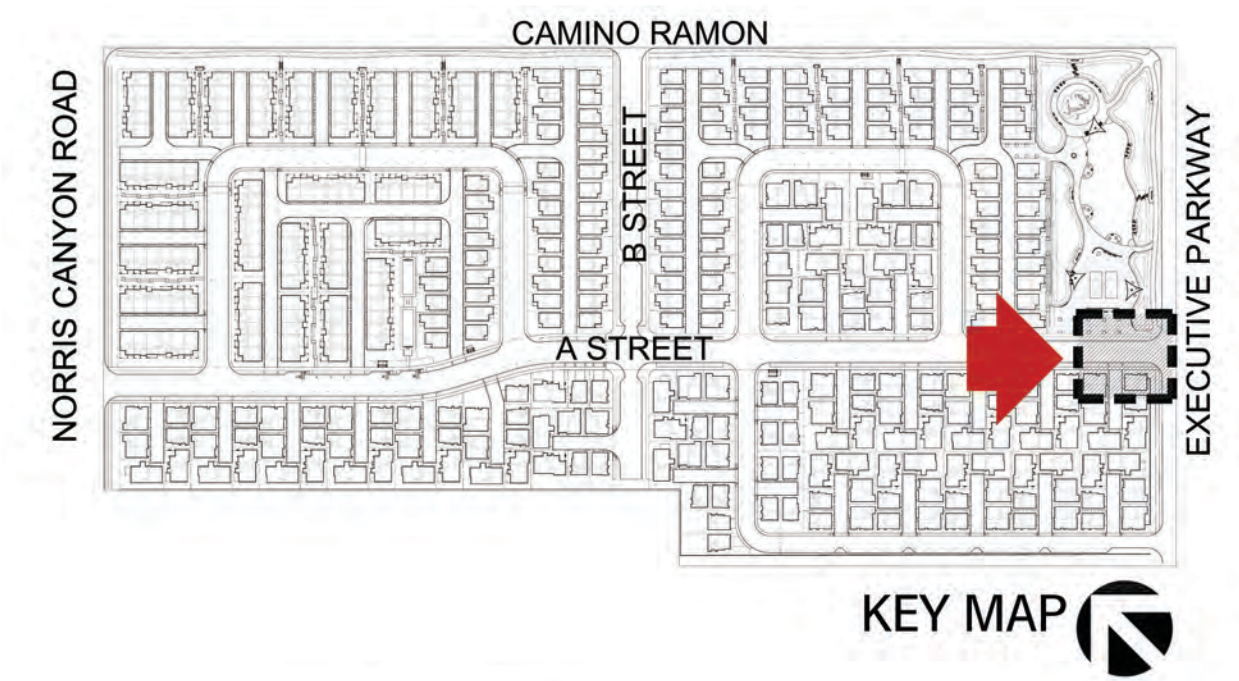 CAMINO RAMON
NORRIS CANYON ROAD
B STREET
EXECUTIVE PARKWAY
A STREET
KEY MAP